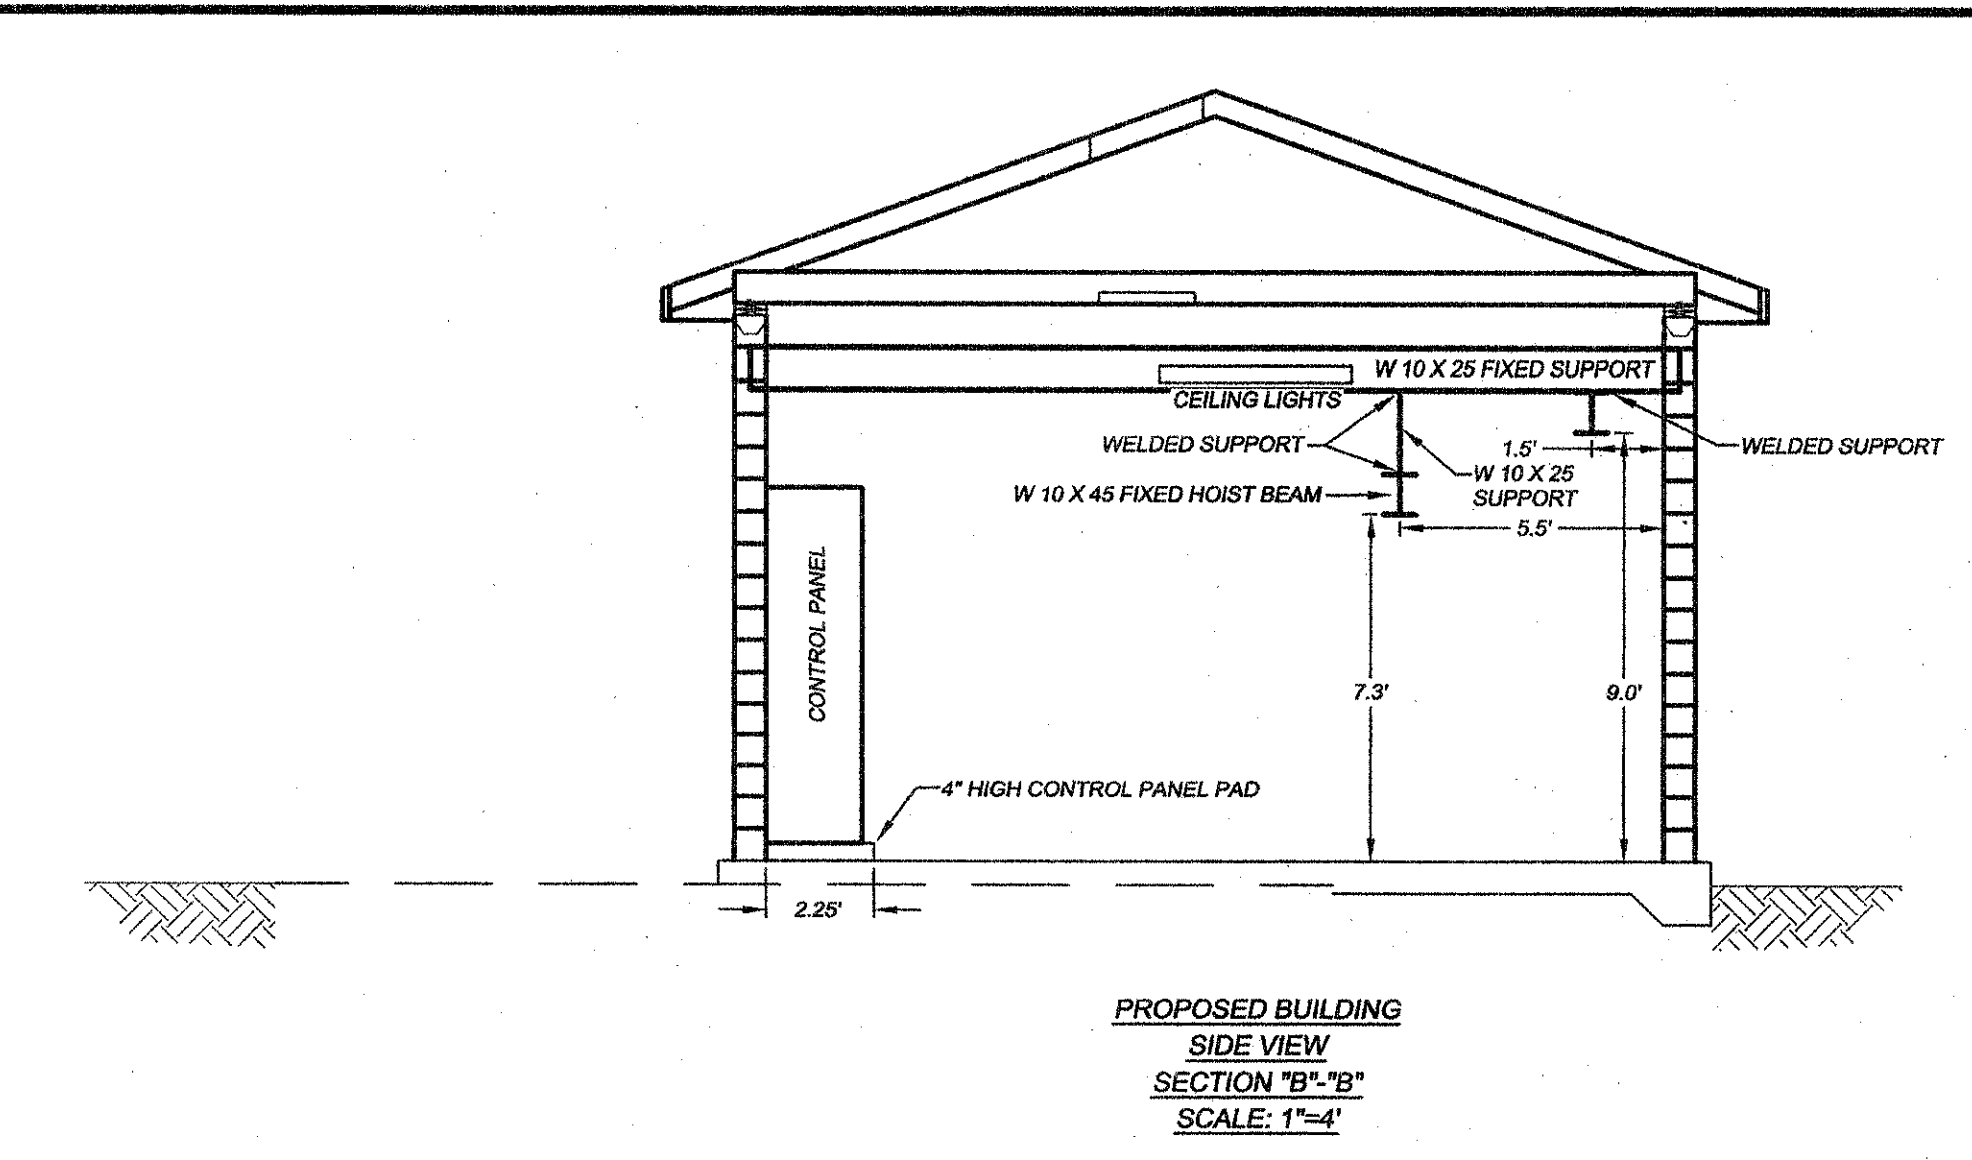 W 10 X 25 FIXED SUPPORT
CEILING LIGHTS
WELDED SUPPORT
1.5'
WELDED SUPPORT
W 10 X 25
SUPPORT
W 10 X 45 FIXED HOIST BEAM
5.5'
CONTROL PANEL
7.3'
9.0'
4" HIGH CONTROL PANEL PAD
2.25'
PROPOSED BUILDING
SIDE VIEW
SECTION "B"-"B"
SCALE: 1"=4'